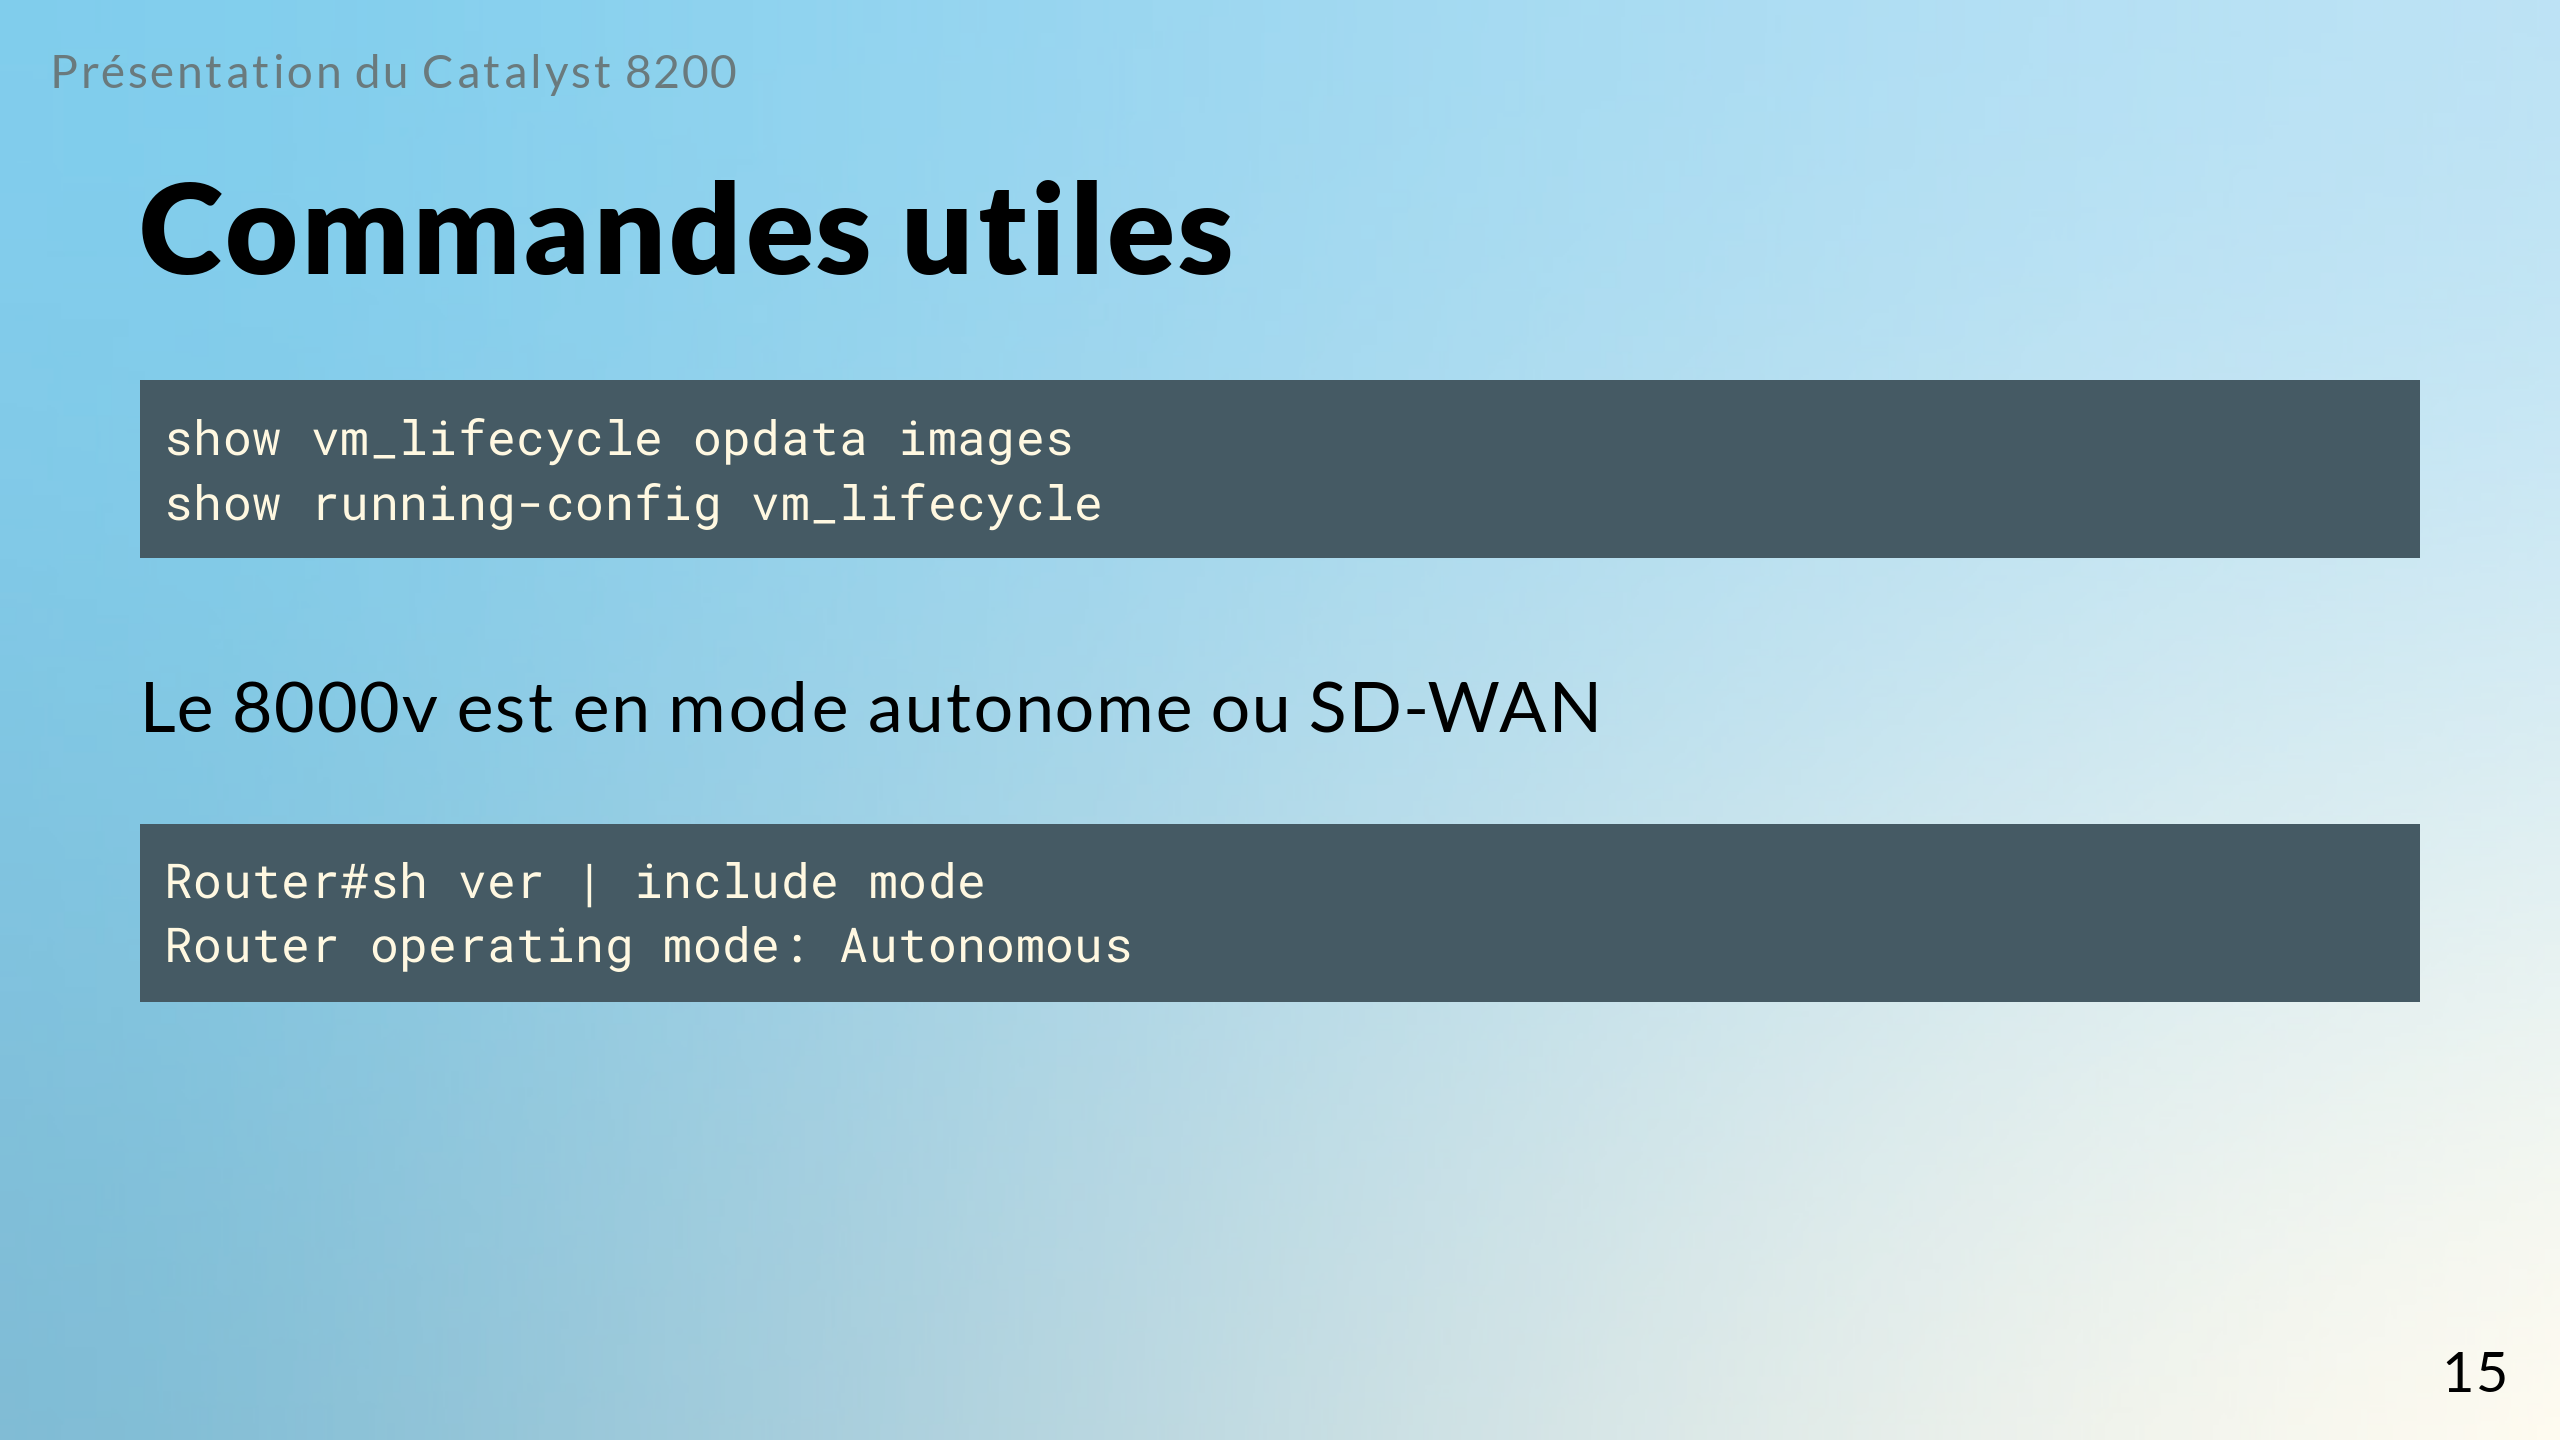 Présentation du Catalyst 8200
Commandes utiles
show vm_lifecycle opdata images
show running-config vm_lifecycle
Le 8000v est en mode autonome ou SD-WAN
Router#sh ver | include mode
Router operating mode: Autonomous
15